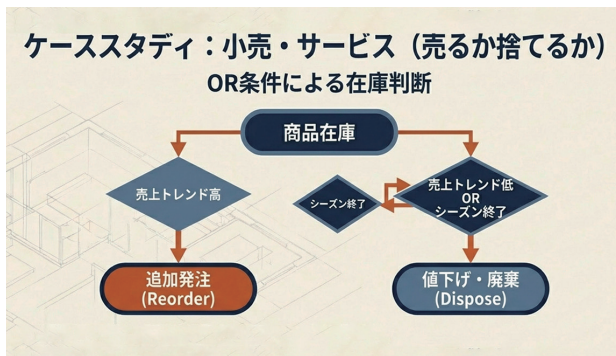 ケーススタディ：小売・サービス（売るか捨てるか）
OR条件による在庫判断
商品在庫
売上トレンド高
シーズン終了
売上トレンド低
OR
シーズン終了
追加発注
(Reorder)
値下げ・廃棄
(Dispose)